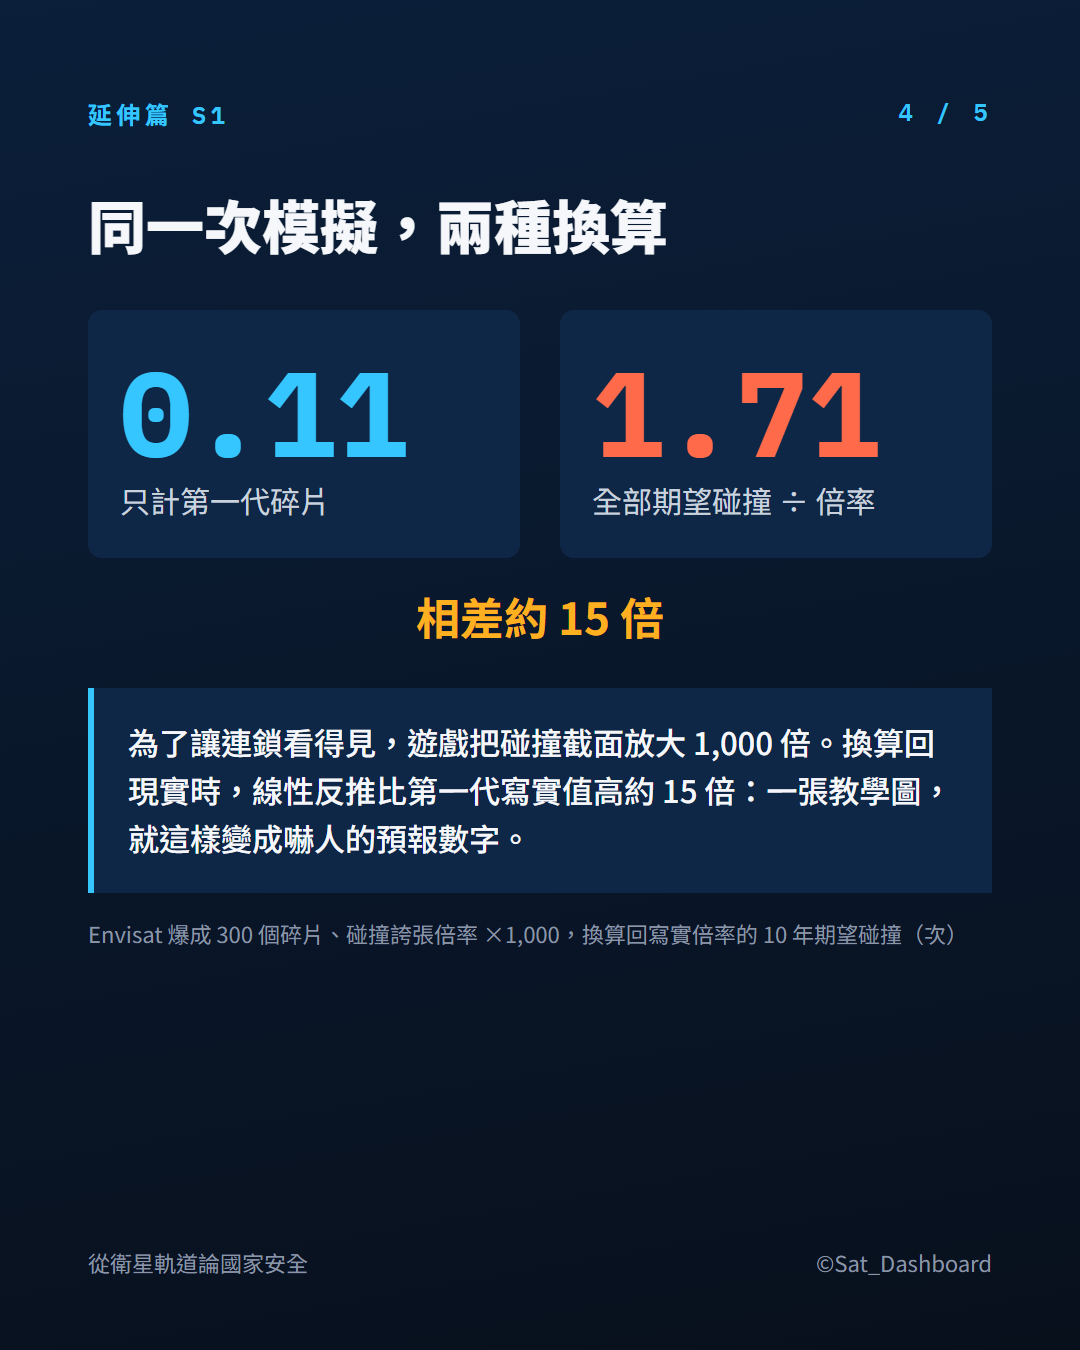 延伸篇 S1
4 / 5
同一次模擬，兩種換算
0.11
只計第一代碎片
1.71
全部期望碰撞 ÷ 倍率
相差約 15 倍
為了讓連鎖看得見，遊戲把碰撞截面放大 1,000 倍。換算回
現實時，線性反推比第一代寫實值高約 15 倍：一張教學圖，
就這樣變成嚇人的預報數字。
Envisat 爆成 300 個碎片、碰撞誇張倍率 ×1,000，換算回寫實倍率的 10 年期望碰撞（次）
從衛星軌道論國家安全
©Sat_Dashboard